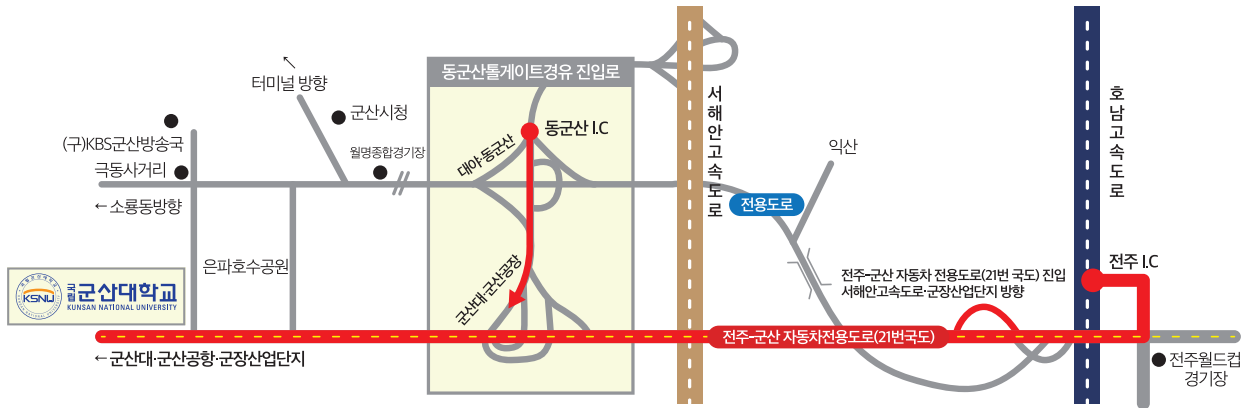 동군산톨게이트경유 진입로
↖
터미널 방향
군산시청
(구)KBS군산방송국
월명종합경기장
극동사거리
← 소룡동방향
은파호수공원
대야·동군산
동군산 I.C
군산대·군산공장
서해안고속도로
호남고속도로
익산
전용도로
전주 I.C
전주-군산 자동차 전용도로(21번 국도) 진입
서해안고속도로·군장산업단지 방향
KSNU
국립 군산대학교
KUNSAN NATIONAL UNIVERSITY
전주-군산 자동차전용도로(21번국도)
← 군산대·군산공항·군장산업단지
전주월드컵
경기장